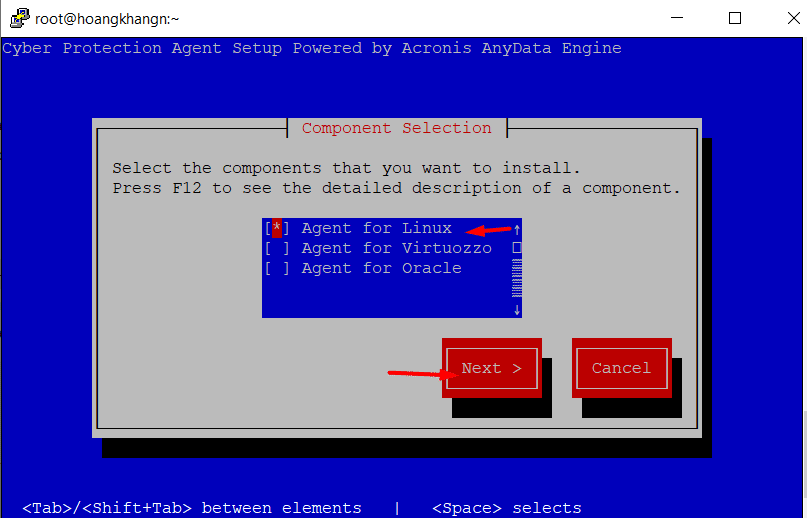 root@hoangkhangn:~
Cyber Protection Agent Setup Powered by Acronis AnyData Engine
Component Selection
Select the components that you want to install.
Press F12 to see the detailed description of a component.
[*] Agent for Linux
[ ] Agent for Virtuozzo
[ ] Agent for Oracle
Next > Cancel
<Tab>/<Shift+Tab> between elements | <Space> selects